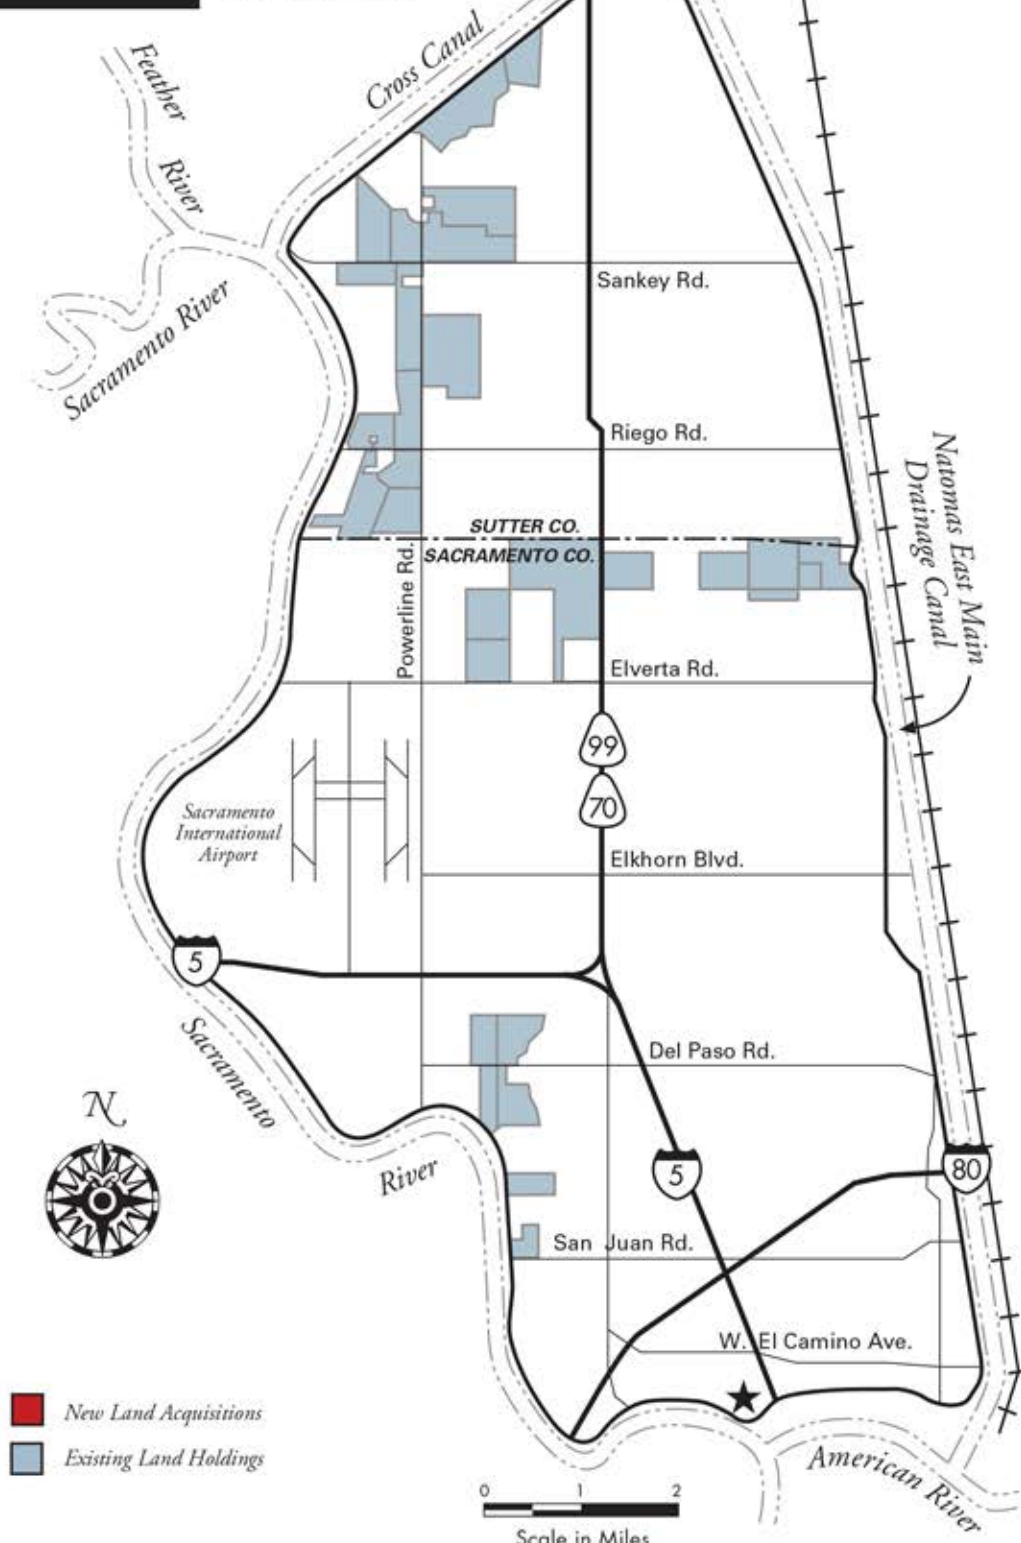 Feather
River
Cross Canal
Sacramento River
Sankey Rd.
Riego Rd.
Natomas East Main
Drainage Canal
SUTTER CO.
SACRAMENTO CO.
Powerline Rd.
Elverta Rd.
99
70
Sacramento
International
Airport
Elkhorn Blvd.
5
Sacramento
River
Del Paso Rd.
N
5
80
San Juan Rd.
W. El Camino Ave.
New Land Acquisitions
Existing Land Holdings
American River
0 1 2
Scale in Miles